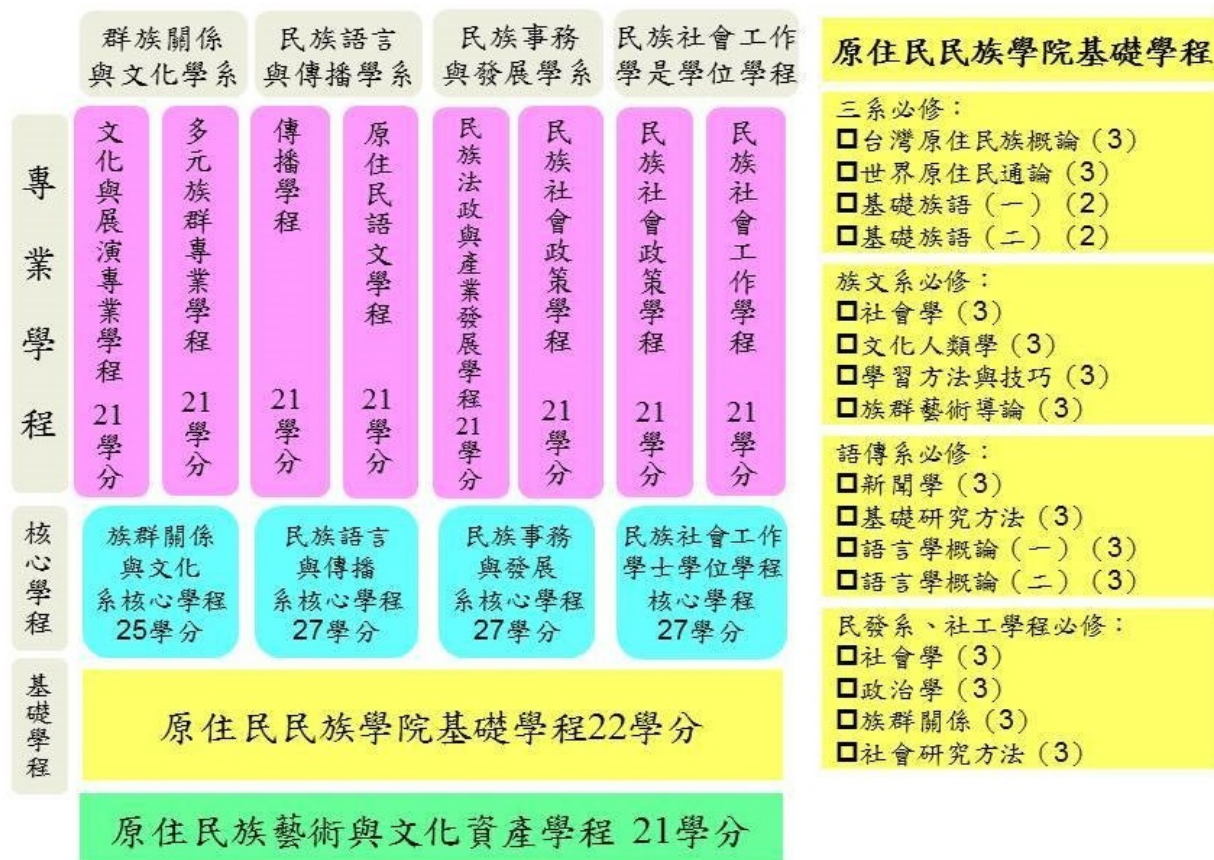 群族關係
與文化學系
民族語言
與傳播學系
民族事務
與發展學系
民族社會工作
學是學位學程
專業學程
文化與展演專業學程 21學分
多元族群專業學程 21學分
傳播學程 21學分
原住民語文學程 21學分
民族法政與產業發展學程21學分
民族社會政策學程 21學分
民族社會政策學程 21學分
民族社會工作學程 21學分
核心學程
族群關係
與文化
系核心學程
25學分
民族語言
與傳播
系核心學程
27學分
民族事務
與發展
系核心學程
27學分
民族社會工作
學士學位學程
核心學程
27學分
基礎學程
原住民民族學院基礎學程22學分
原住民族藝術與文化資產學程 21學分
原住民民族學院基礎學程
三系必修：
□台灣原住民族概論（3）
□世界原住民通論（3）
□基礎族語（一）（2）
□基礎族語（二）（2）
族文系必修：
□社會學（3）
□文化人類學（3）
□學習方法與技巧（3）
□族群藝術導論（3）
語傳系必修：
□新聞學（3）
□基礎研究方法（3）
□語言學概論（一）（3）
□語言學概論（二）（3）
民發系、社工學程必修：
□社會學（3）
□政治學（3）
□族群關係（3）
□社會研究方法（3）